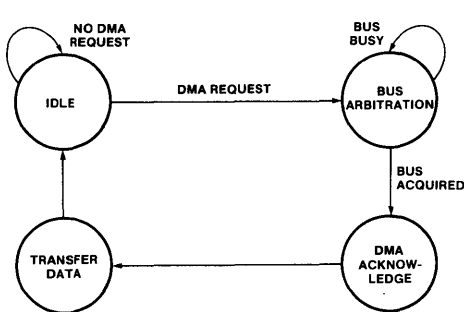 NO DMA
REQUEST
BUS
BUSY
IDLE
DMA REQUEST
BUS
ARBITRATION
BUS
ACQUIRED
TRANSFER
DATA
DMA
ACKNOW-
LEDGE